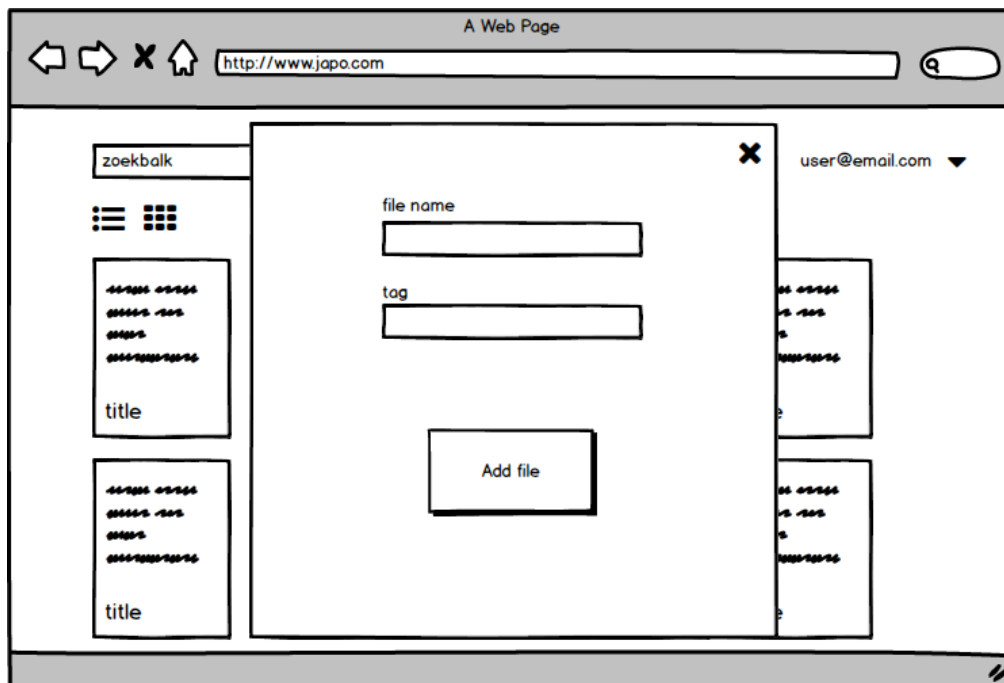 A Web Page
http://www.japo.com
zoekbalk
user@email.com
file name
tag
title
Add file
title